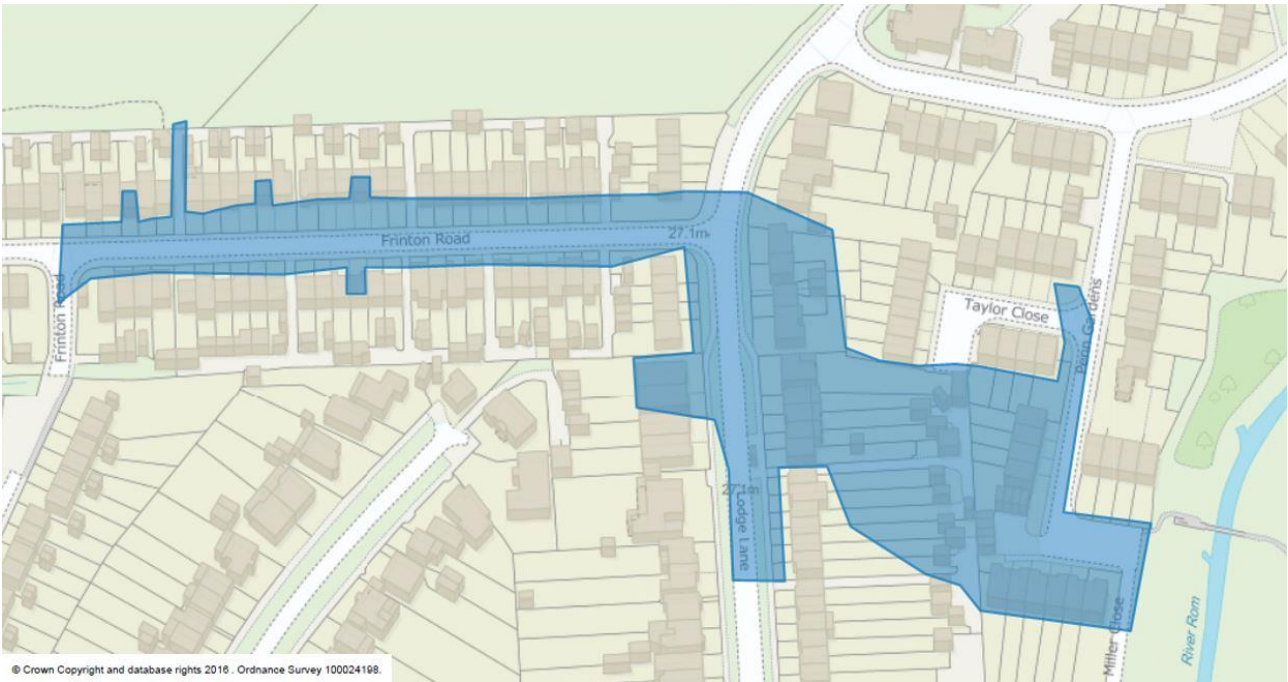 Frinton Road
27.1m
Frinton Road
Taylor Close
Penn Gardens
27.1m
Lodge Lane
Miller Close
River Rom
© Crown Copyright and database rights 2016 . Ordnance Survey 100024198.